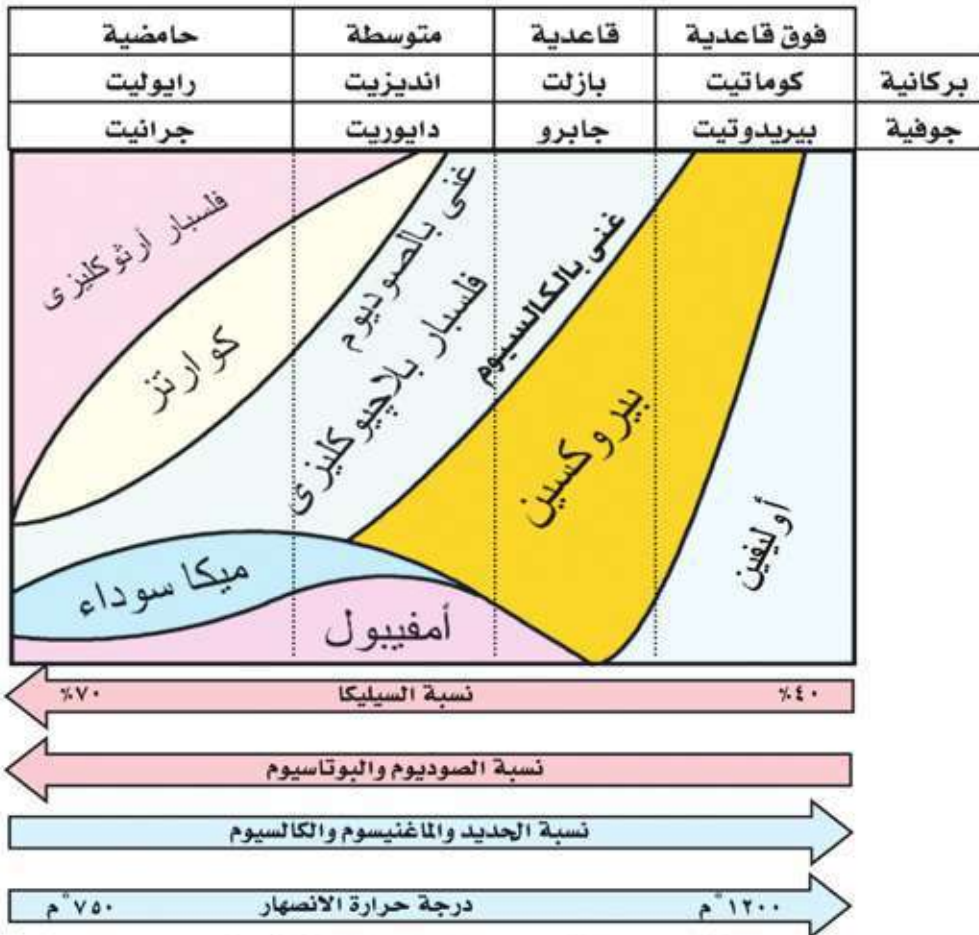 فوق قاعدية قاعدية متوسطة حامضية
بركانية كوماتيت بازلت انديزيت رايوليت
جوفية بيريدوتيت جابرو دايوريت جرانيت
فلسبار أرثوكليزى
كوارتز
غنى بالصوديوم
فلسبار بلاچيوكليزى
غنى بالكالسيوم
بيروكسين
أوليفين
ميكا سوداء
أمفيبول
٤٠% نسبة السيليكا ٧٠%
نسبة الصوديوم والبوتاسيوم
نسبة الحديد والماغنيسوم والكالسيوم
١٢٠٠°م درجة حرارة الانصهار ٧٥٠°م